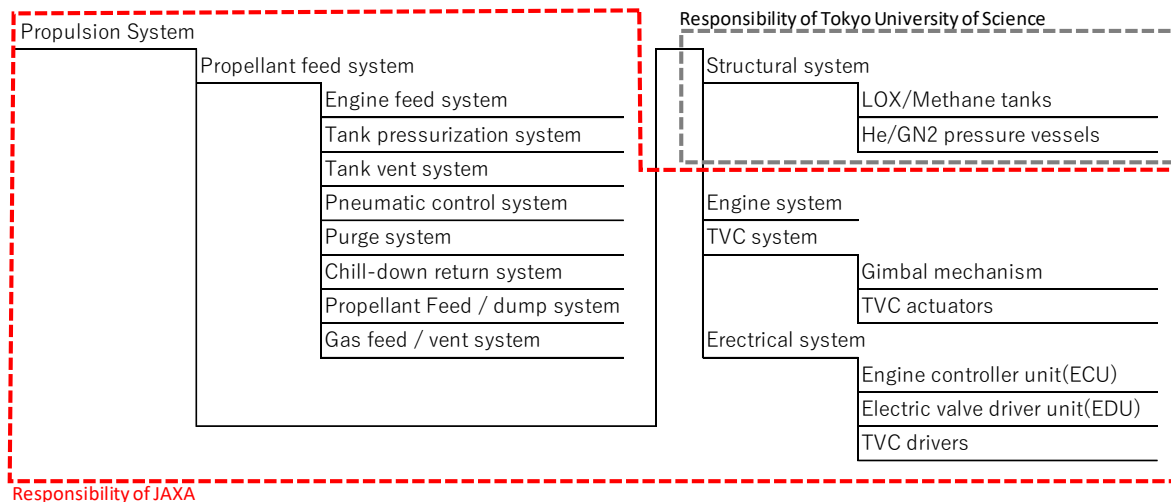 Propulsion System
Propellant feed system
Engine feed system
Tank pressurization system
Tank vent system
Pneumatic control system
Purge system
Chill-down return system
Propellant Feed / dump system
Gas feed / vent system
Responsibility of Tokyo University of Science
Structural system
LOX/Methane tanks
He/GN2 pressure vessels
Engine system
TVC system
Gimbal mechanism
TVC actuators
Erectrical system
Engine controller unit(ECU)
Electric valve driver unit(EDU)
TVC drivers
Responsibility of JAXA